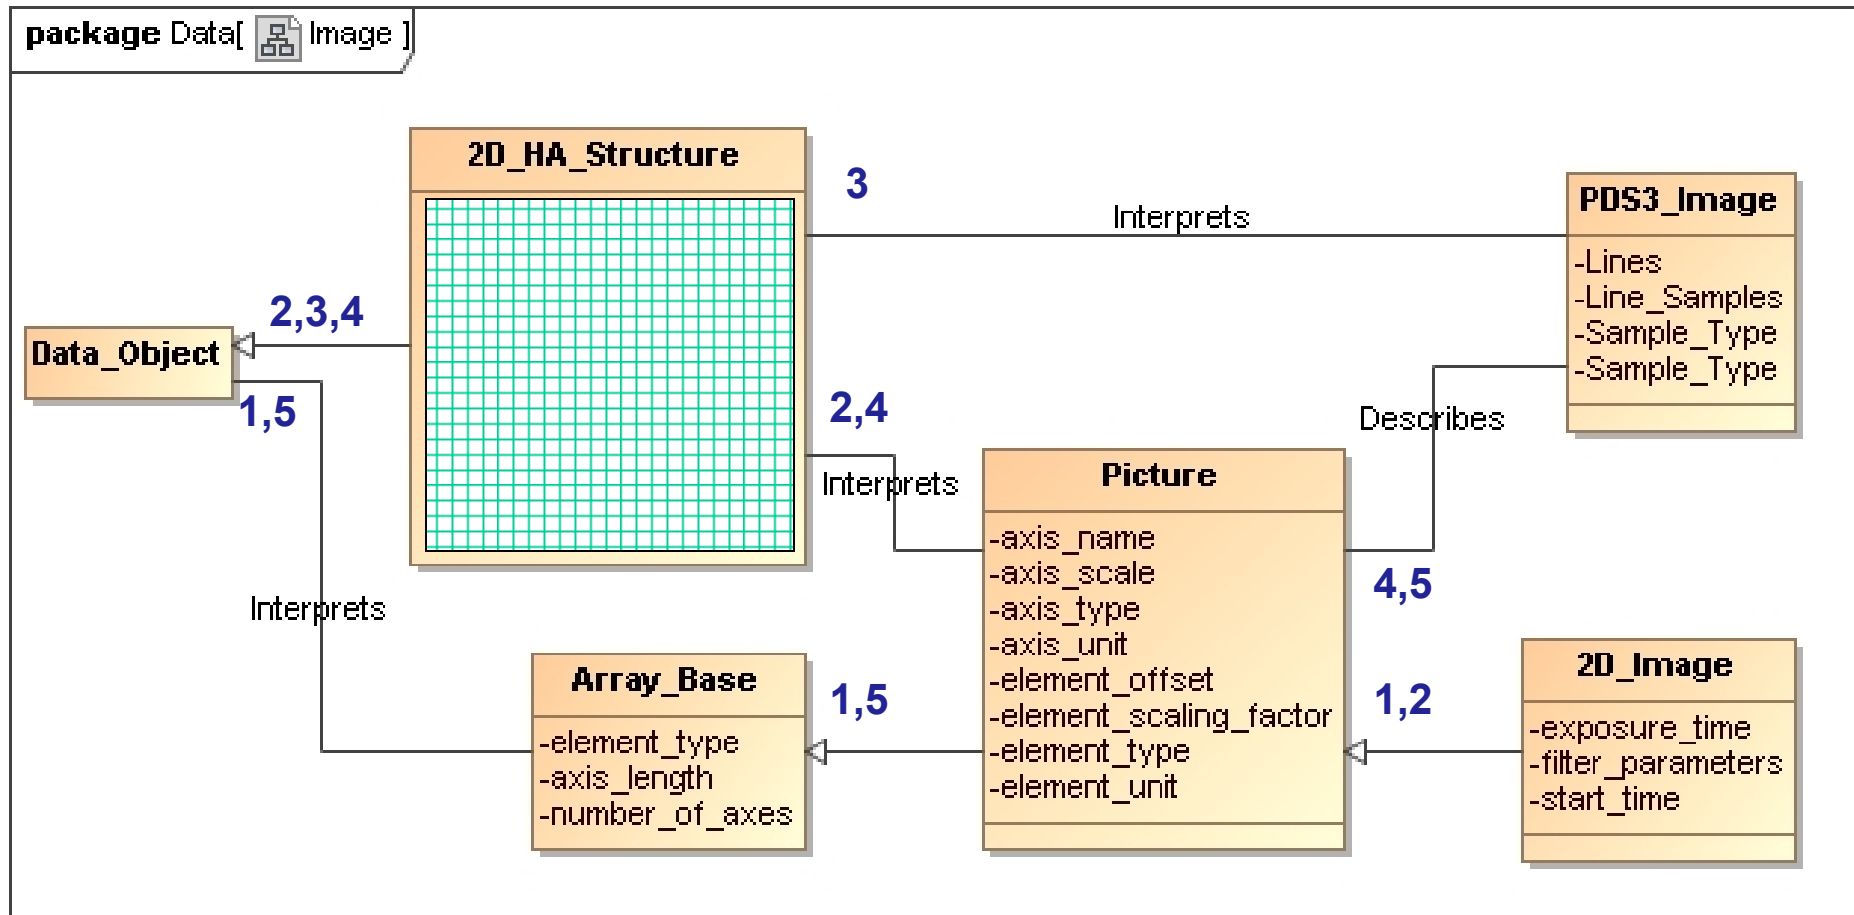 package Data[ Image ]
2D_HA_Structure
3
Interprets
PDS3_Image
-Lines
-Line_Samples
-Sample_Type
-Sample_Type
2,3,4
Data_Object
1,5
2,4
Interprets
Describes
Picture
-axis_name
-axis_scale
-axis_type
-axis_unit
-element_offset
-element_scaling_factor
-element_type
-element_unit
4,5
Interprets
Array_Base
-element_type
-axis_length
-number_of_axes
1,5
1,2
2D_Image
-exposure_time
-filter_parameters
-start_time